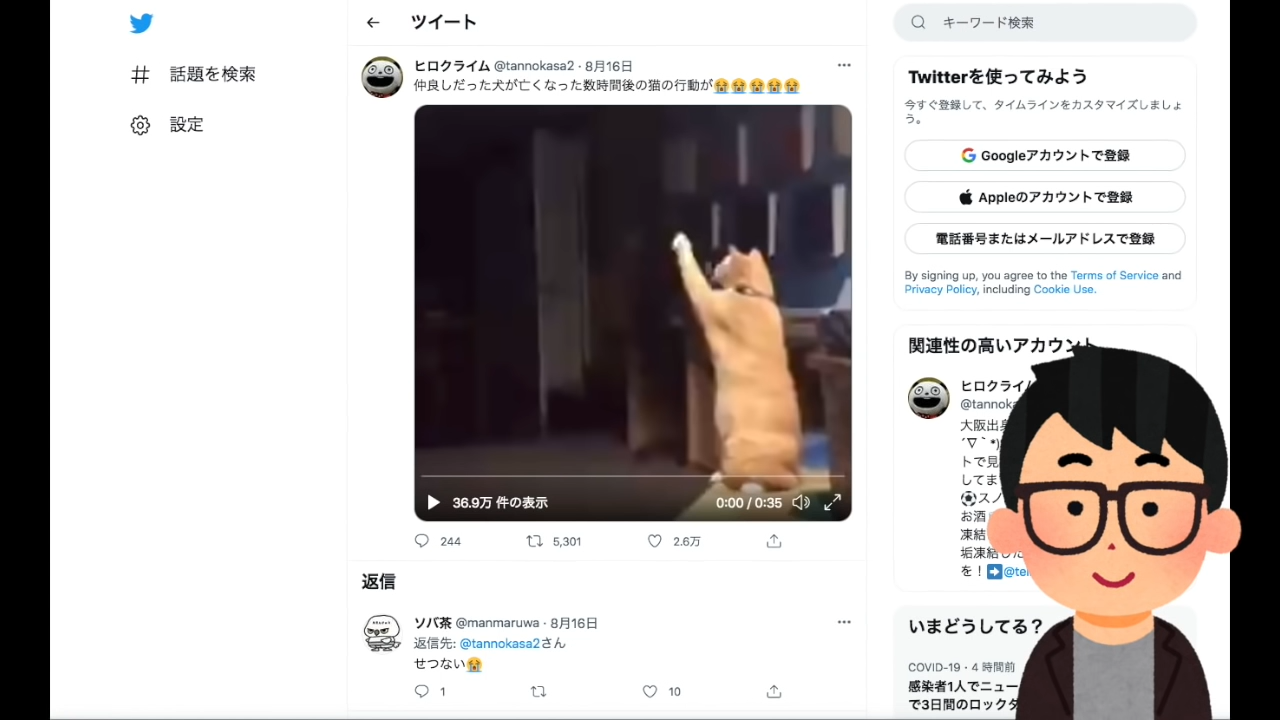 ツイート
キーワード検索
話題を検索
設定
ヒロクライム @tannokasa2 · 8月16日
仲良しだった犬が亡くなった数時間後の猫の行動が😭😭😭😭😭
36.9万 件の表示
0:00 / 0:35
244
5,301
2.6万
返信
ソバ茶 @manmaruwa · 8月16日
返信先: @tannokasa2さん
せつない😭
1
10
Twitterを使ってみよう
今すぐ登録して、タイムラインをカスタマイズしましょ
う。
Googleアカウントで登録
Appleのアカウントで登録
電話番号またはメールアドレスで登録
By signing up, you agree to the Terms of Service and
Privacy Policy, including Cookie Use.
関連性の高いアカウント
ヒロクライム
@tannoka
大阪出身
´∇｀*)
トで見
してま
⚽スノ
お酒
凍結
垢凍結した
を！➡@te
いまどうしてる？
COVID-19 · 4 時間前
感染者1人でニュー
で3日間のロックダ